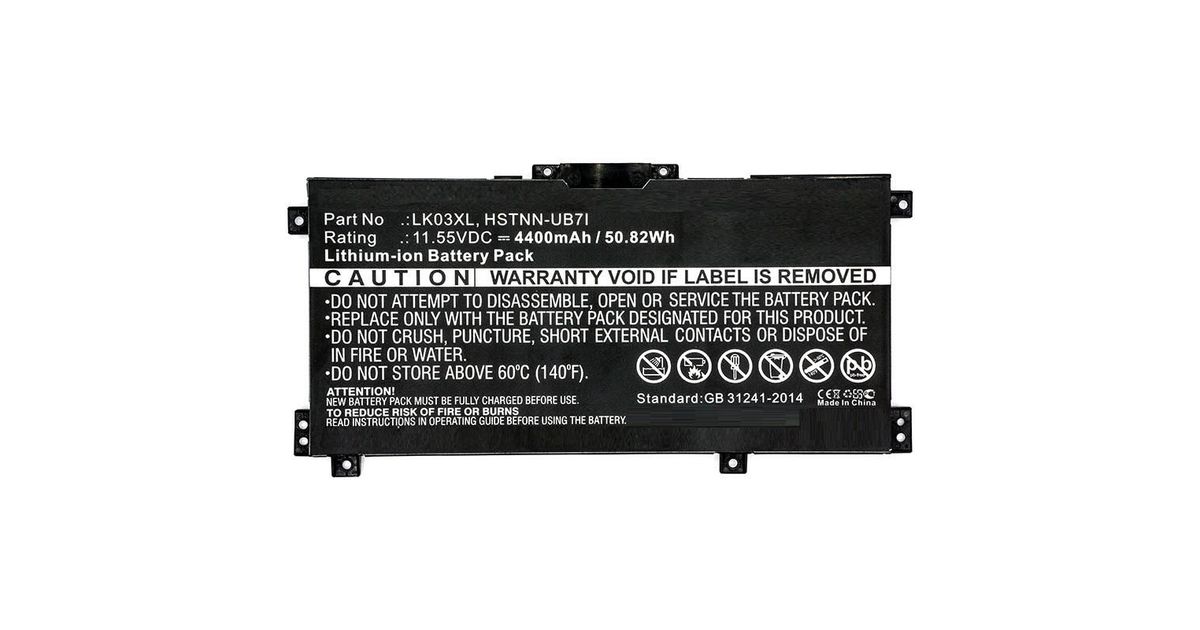 Part No .:LK03XL, HSTNN-UB7I
Rating .:11.55VDC ⎓ 4400mAh / 50.82Wh
Lithium-ion Battery Pack
CAUTION WARRANTY VOID IF LABEL IS REMOVED
•DO NOT ATTEMPT TO DISASSEMBLE, OPEN OR SERVICE THE BATTERY PACK.
•REPLACE ONLY WITH THE BATTERY PACK DESIGNATED FOR THIS PRODUCT.
•DO NOT CRUSH, PUNCTURE, SHORT EXTERNAL CONTACTS OR DISPOSE OF
IN FIRE OR WATER.
•DO NOT STORE ABOVE 60°C (140°F).
Pb
Standard:GB 31241-2014
CE
Made In China
ATTENTION!
NEW BATTERY PACK MUST BE FULLY CHARGED BEFORE USE.
TO REDUCE RISK OF FIRE OR BURNS
READ INSTRUCTIONS IN OPERATING GUIDE BEFORE USING THE BATTERY.